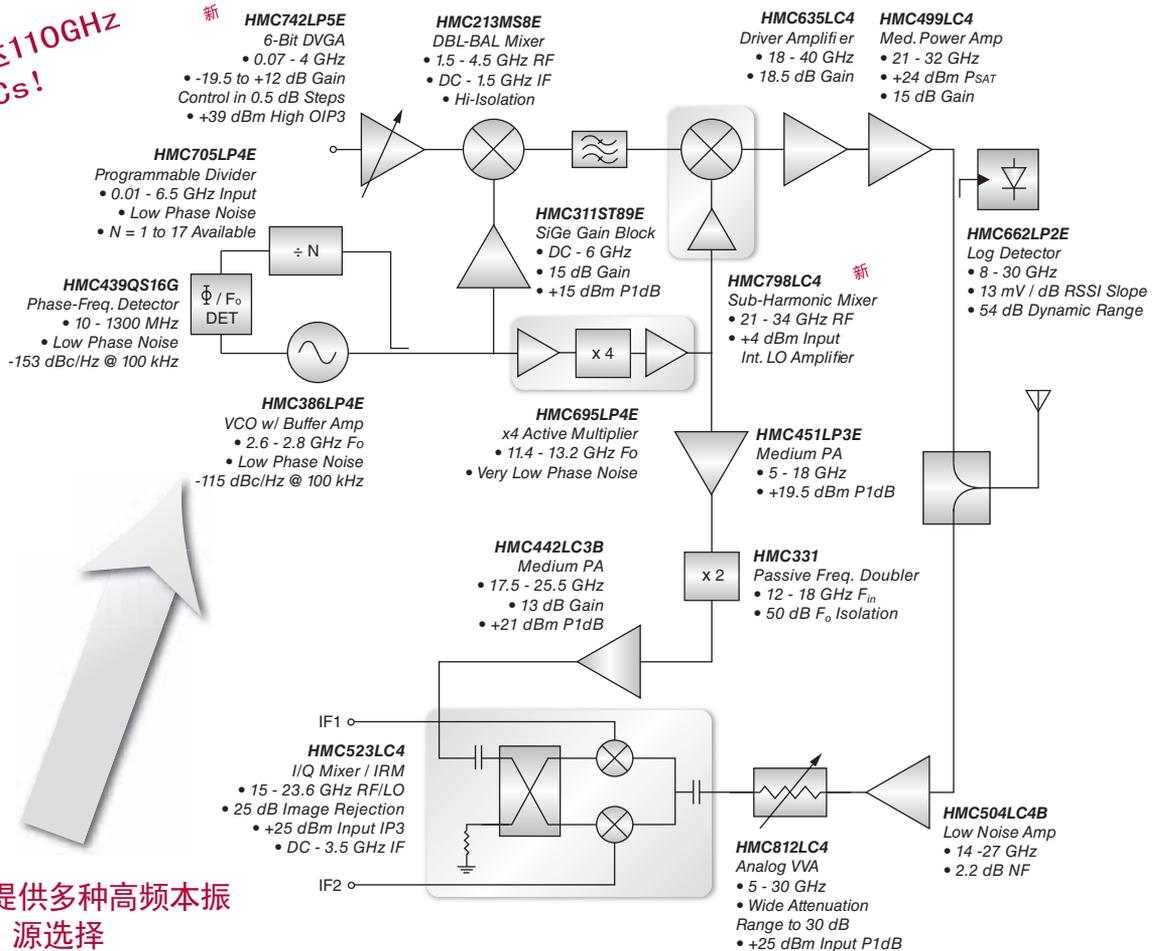 达110GHz
Cs!
新
HMC742LP5E
6-Bit DVGA
• 0.07 - 4 GHz
• -19.5 to +12 dB Gain
Control in 0.5 dB Steps
• +39 dBm High OIP3
HMC213MS8E
DBL-BAL Mixer
• 1.5 - 4.5 GHz RF
• DC - 1.5 GHz IF
• Hi-Isolation
HMC635LC4
Driver Amplifier
• 18 - 40 GHz
• 18.5 dB Gain
HMC499LC4
Med. Power Amp
• 21 - 32 GHz
• +24 dBm PSAT
• 15 dB Gain
HMC705LP4E
Programmable Divider
• 0.01 - 6.5 GHz Input
• Low Phase Noise
• N = 1 to 17 Available
÷ N
HMC311ST89E
SiGe Gain Block
• DC - 6 GHz
• 15 dB Gain
• +15 dBm P1dB
HMC662LP2E
Log Detector
• 8 - 30 GHz
• 13 mV / dB RSSI Slope
• 54 dB Dynamic Range
HMC439QS16G
Phase-Freq. Detector
• 10 - 1300 MHz
• Low Phase Noise
-153 dBc/Hz @ 100 kHz
Φ / Fo
DET
HMC798LC4
新
Sub-Harmonic Mixer
• 21 - 34 GHz RF
• +4 dBm Input
Int. LO Amplifier
x 4
HMC386LP4E
VCO w/ Buffer Amp
• 2.6 - 2.8 GHz Fo
• Low Phase Noise
-115 dBc/Hz @ 100 kHz
HMC695LP4E
x4 Active Multiplier
• 11.4 - 13.2 GHz Fo
• Very Low Phase Noise
HMC451LP3E
Medium PA
• 5 - 18 GHz
• +19.5 dBm P1dB
HMC442LC3B
Medium PA
• 17.5 - 25.5 GHz
• 13 dB Gain
• +21 dBm P1dB
x 2
HMC331
Passive Freq. Doubler
• 12 - 18 GHz Fin
• 50 dB Fo Isolation
IF1
HMC523LC4
I/Q Mixer / IRM
• 15 - 23.6 GHz RF/LO
• 25 dB Image Rejection
• +25 dBm Input IP3
• DC - 3.5 GHz IF
IF2
HMC504LC4B
Low Noise Amp
• 14 -27 GHz
• 2.2 dB NF
HMC812LC4
Analog VVA
• 5 - 30 GHz
• Wide Attenuation
Range to 30 dB
• +25 dBm Input P1dB
提供多种高频本振
源选择